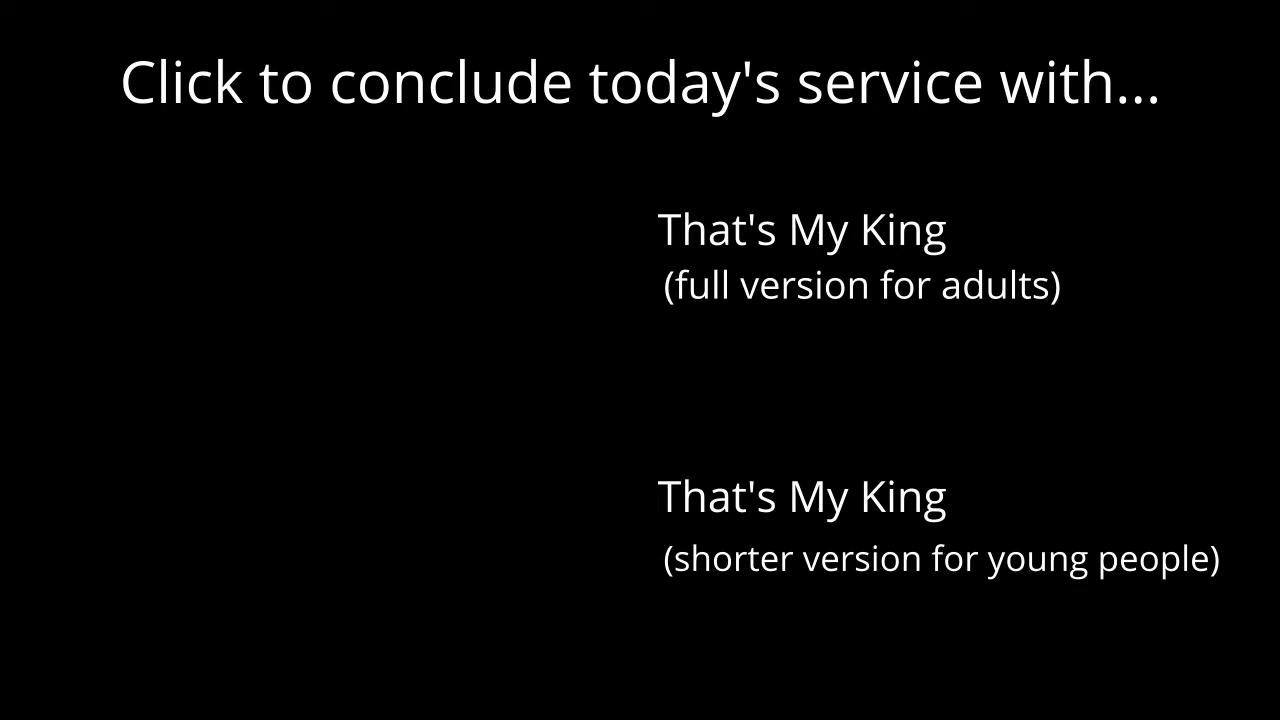 Click to conclude today's service with...
That's My King
(full version for adults)
That's My King
(shorter version for young people)